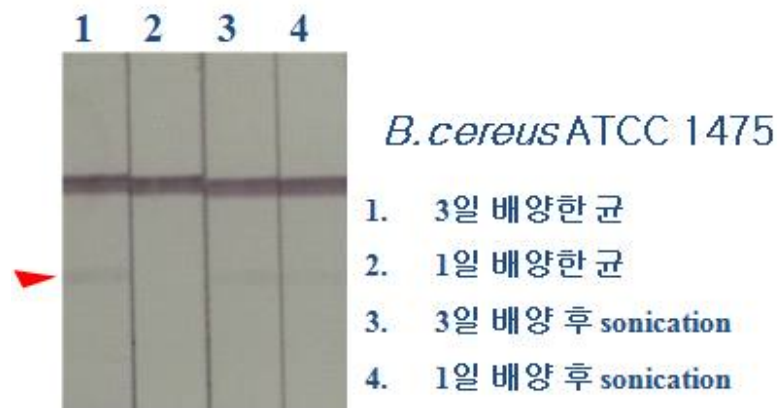 1 2 3 4
B. cereus ATCC 1475
1. 3일 배양한 균
2. 1일 배양한 균
3. 3일 배양 후 sonication
4. 1일 배양 후 sonication